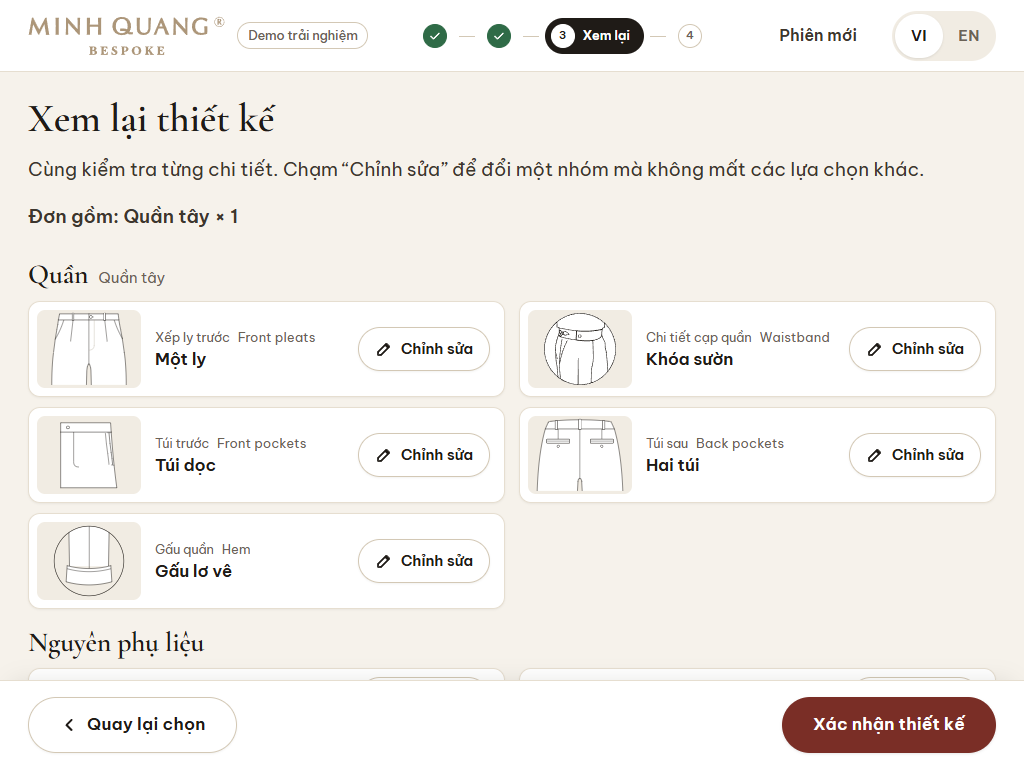 MINH QUANG®
BESPOKE
Demo trải nghiệm
3 Xem lại
4
Phiên mới
VI EN
Xem lại thiết kế
Cùng kiểm tra từng chi tiết. Chạm “Chỉnh sửa” để đổi một nhóm mà không mất các lựa chọn khác.
Đơn gồm: Quần tây × 1
Quần Quần tây
Xếp ly trước Front pleats
Một ly
Chỉnh sửa
Chi tiết cạp quần Waistband
Khóa sườn
Chỉnh sửa
Túi trước Front pockets
Túi dọc
Chỉnh sửa
Túi sau Back pockets
Hai túi
Chỉnh sửa
Gấu quần Hem
Gấu lơ vê
Chỉnh sửa
Nguyên phụ liệu
Quay lại chọn
Xác nhận thiết kế